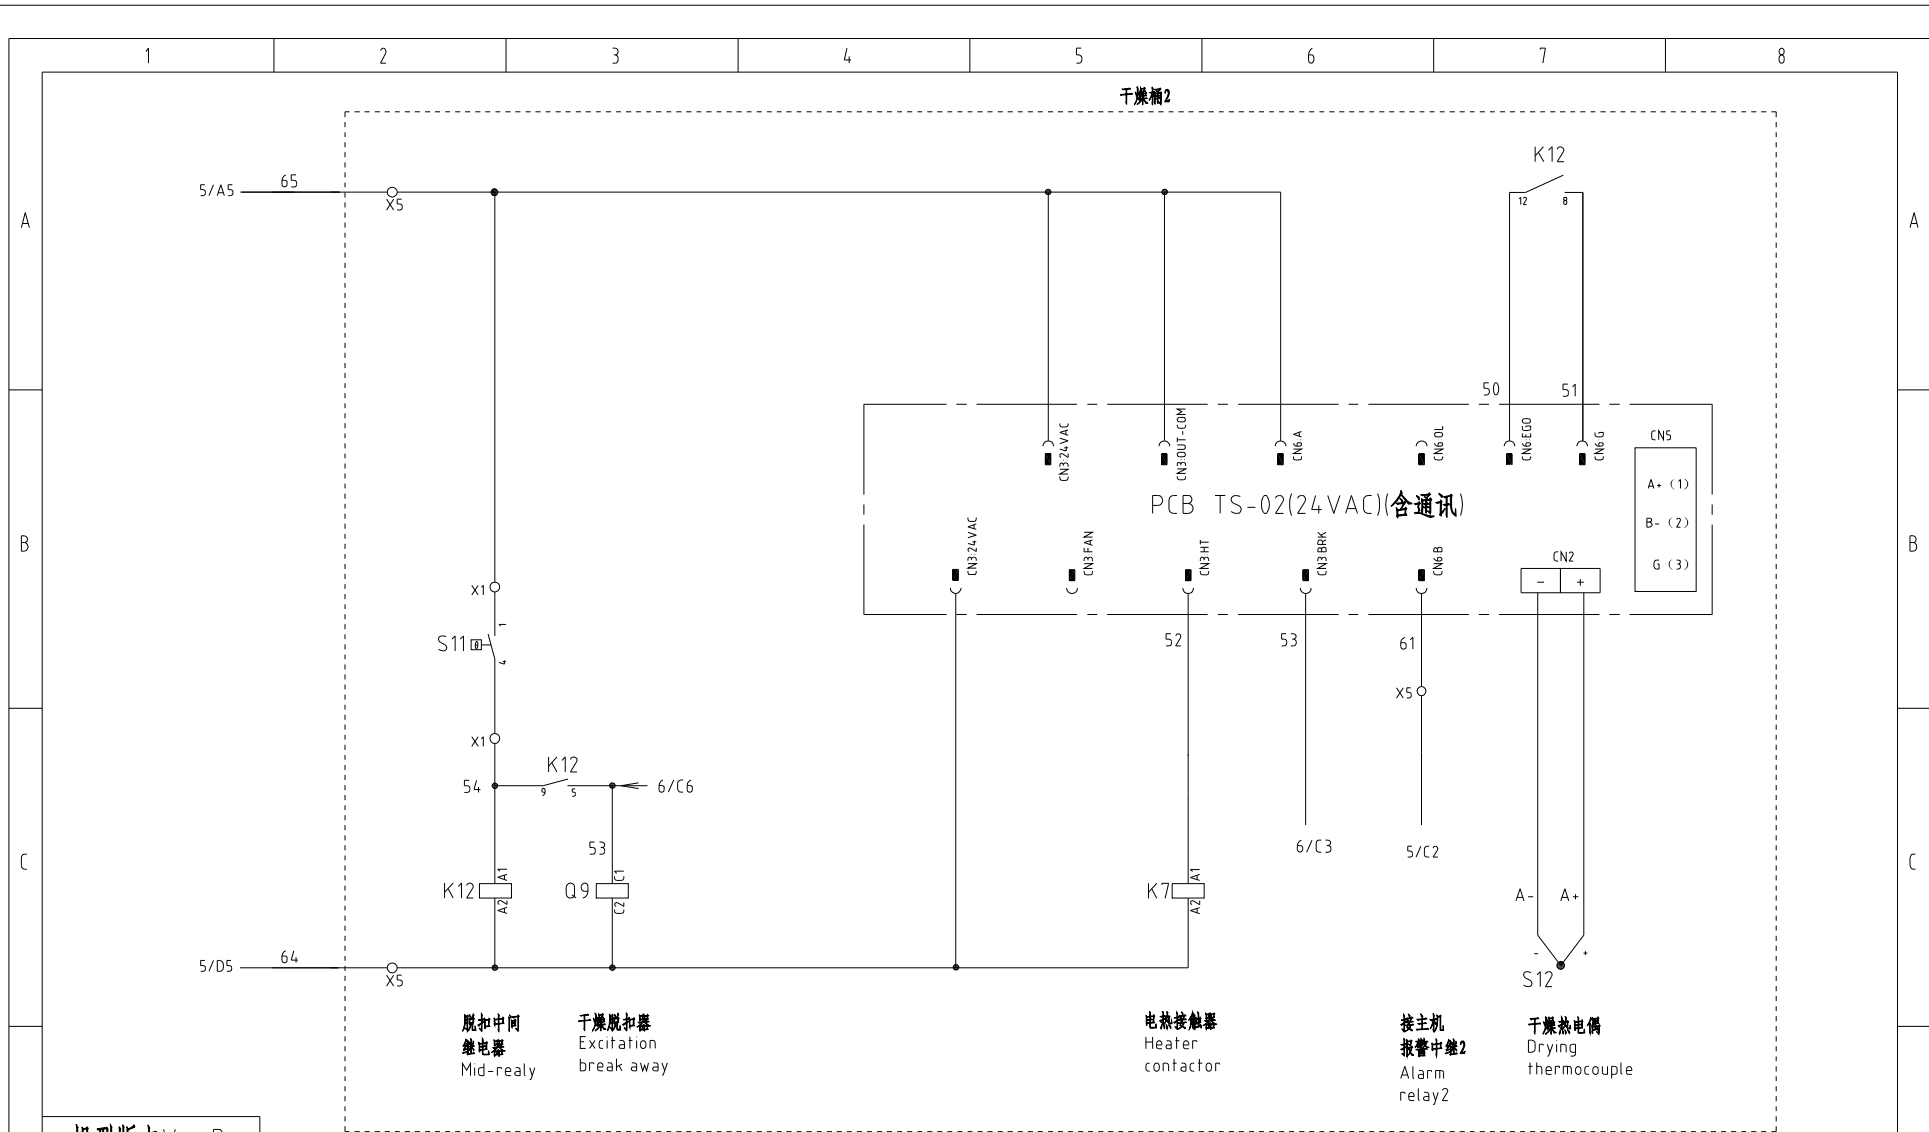 1 2 3 4 5 6 7 8
干燥桶2
K12
5/A5 65
X5
12 8
A A
50 51
CN3:24VAC
CN3:OUT-COM
CN6:A
CN6:OL
CN6:EGO
CN6:G
CN5
A+ (1)
B- (2)
G (3)
PCB TS-02(24VAC)(含通讯)
B B
CN3:24VAC
CN3:FAN
CN3:HT
CN3:BRK
CN6:B
CN2
- +
X1
1
S11
4
52 53 61
X5
X1
K12
54
9 5
6/C6
53
6/C3
5/C2
C C
K12 A1 A2
Q9 C1 C2
K7 A1 A2
A- A+
- +
S12
5/D5 64
X5
脱扣中间
继电器
Mid-realy
干燥脱扣器
Excitation
break away
电热接触器
Heater
contactor
接主机
报警中继2
Alarm
relay2
干燥热电偶
Drying
thermocouple